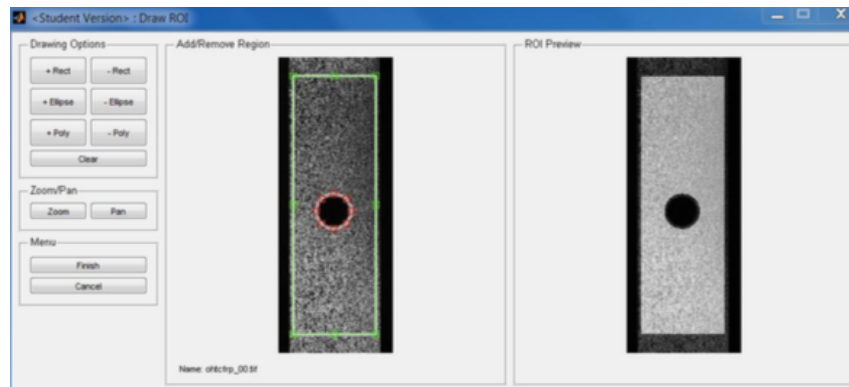 <Student Version> : Draw ROI
Drawing Options
+ Rect
- Rect
+ Ellipse
- Ellipse
+ Poly
- Poly
Clear
Zoom/Pan
Zoom
Pan
Menu
Finish
Cancel
Add/Remove Region
Name: ohtcfrp_00.tif
ROI Preview